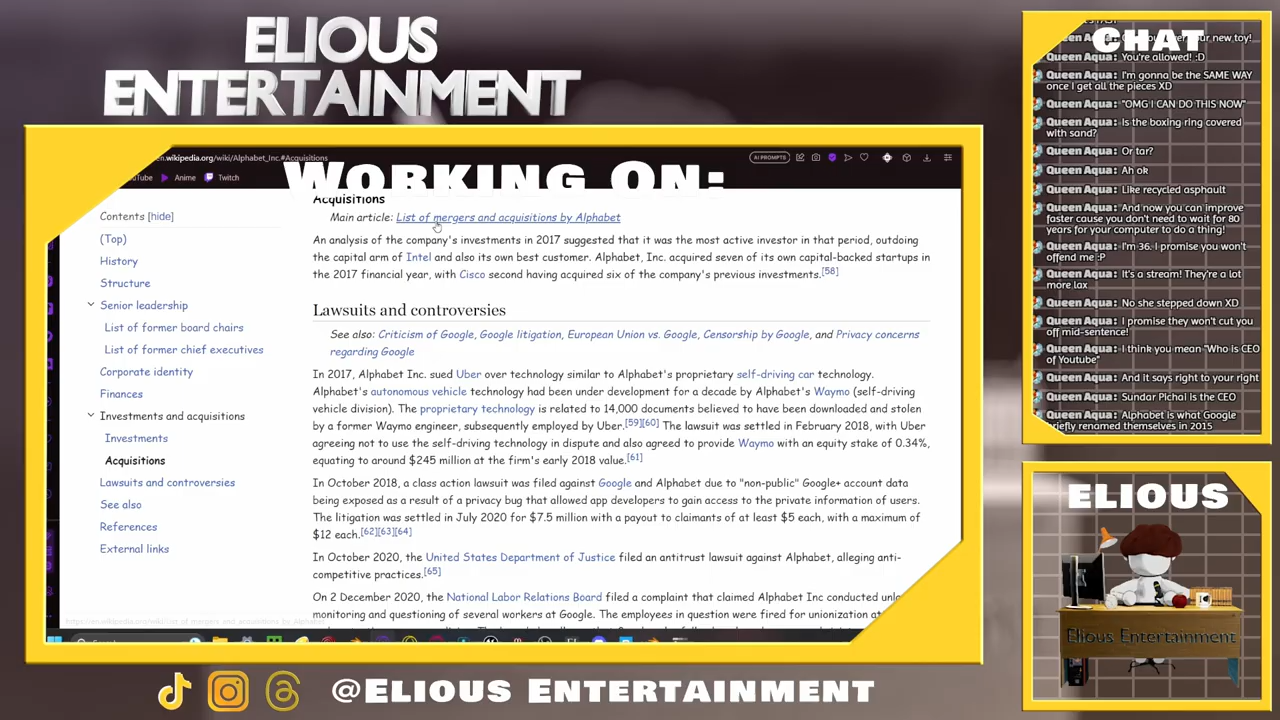 ELIOUS
ENTERTAINMENT
en.wikipedia.org/wiki/Alphabet_Inc.#Acquisitions
AI PROMPTS
Anime
Twitch
WORKING ON:
Contents [hide]
(Top)
History
Structure
Senior leadership
List of former board chairs
List of former chief executives
Corporate identity
Finances
Investments and acquisitions
Investments
Acquisitions
Lawsuits and controversies
See also
References
External links
Acquisitions
Main article: List of mergers and acquisitions by Alphabet
An analysis of the company's investments in 2017 suggested that it was the most active investor in that period, outdoing
the capital arm of Intel and also its own best customer. Alphabet, Inc. acquired seven of its own capital-backed startups in
the 2017 financial year, with Cisco second having acquired six of the company's previous investments.[58]
Lawsuits and controversies
See also: Criticism of Google, Google litigation, European Union vs. Google, Censorship by Google, and Privacy concerns
regarding Google
In 2017, Alphabet Inc. sued Uber over technology similar to Alphabet's proprietary self-driving car technology.
Alphabet's autonomous vehicle technology had been under development for a decade by Alphabet's Waymo (self-driving
vehicle division). The proprietary technology is related to 14,000 documents believed to have been downloaded and stolen
by a former Waymo engineer, subsequently employed by Uber.[59][60] The lawsuit was settled in February 2018, with Uber
agreeing not to use the self-driving technology in dispute and also agreed to provide Waymo with an equity stake of 0.34%,
equating to around $245 million at the firm's early 2018 value.[61]
In October 2018, a class action lawsuit was filed against Google and Alphabet due to "non-public" Google+ account data
being exposed as a result of a privacy bug that allowed app developers to gain access to the private information of users.
The litigation was settled in July 2020 for $7.5 million with a payout to claimants of at least $5 each, with a maximum of
$12 each.[62][63][64]
In October 2020, the United States Department of Justice filed an antitrust lawsuit against Alphabet, alleging anti-
competitive practices.[65]
On 2 December 2020, the National Labor Relations Board filed a complaint that claimed Alphabet Inc conducted
monitoring and questioning of several workers at Google. The employees in question were fired for unionization
CHAT
your new toy!
Queen Aqua: You're allowed! :D
Queen Aqua: I'm gonna be the SAME WAY
once I get all the pieces XD
Queen Aqua: "OMG I CAN DO THIS NOW"
Queen Aqua: Is the boxing ring covered
with sand?
Queen Aqua: Or tar?
Queen Aqua: Ah ok
Queen Aqua: Like recycled asphalt
Queen Aqua: And now you can improve
faster cause you don't need to wait for 80
years for your computer to do a thing!
Queen Aqua: I'm 36. I promise you won't
offend me :P
Queen Aqua: It's a stream! They're a lot
more lax
Queen Aqua: No she stepped down XD
Queen Aqua: I promise they won't cut you
off mid-sentence!
Queen Aqua: I think you mean "Who is CEO
of Youtube"
Queen Aqua: And it says right to your right
Queen Aqua: Sundar Pichai is the CEO
Queen Aqua: Alphabet is what Google
briefly renamed themselves in 2015
ELIOUS
Elious Entertainment
@ELIOUS ENTERTAINMENT